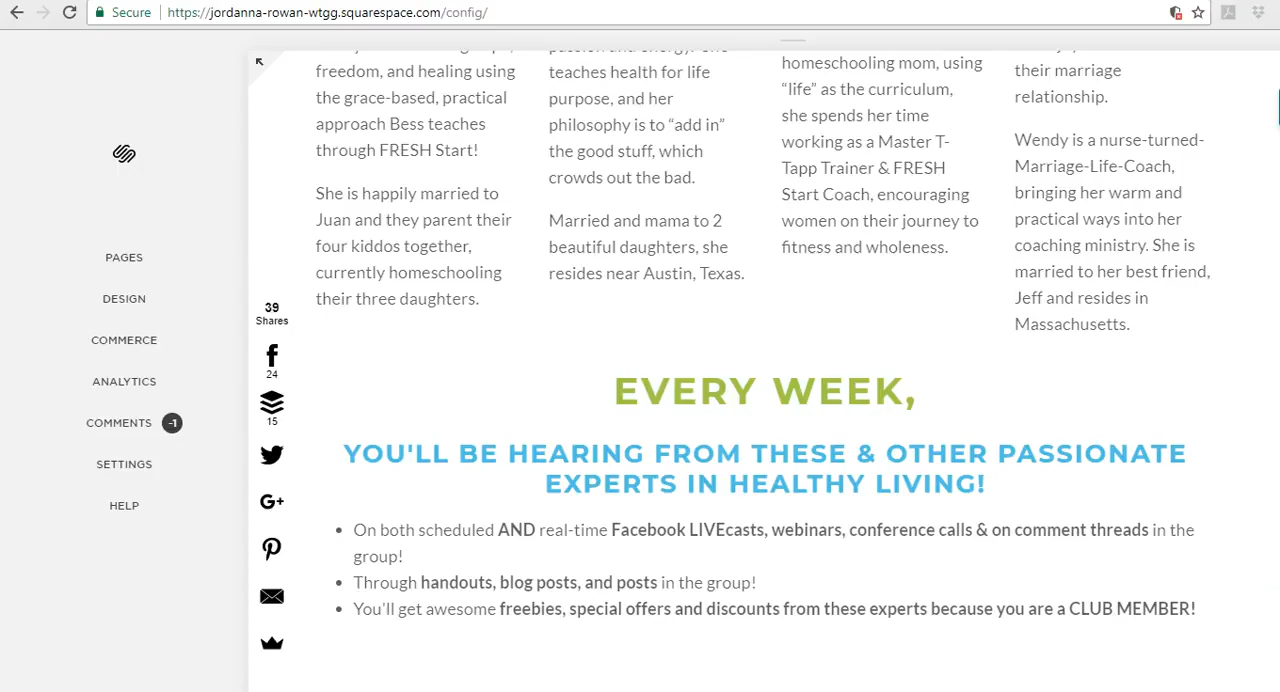 Secure
https://jordanna-rowan-wtgg.squarespace.com/config/
PAGES
DESIGN
COMMERCE
ANALYTICS
COMMENTS -1
SETTINGS
HELP
39
Shares
24
15
G+
freedom, and healing using
the grace-based, practical
approach Bess teaches
through FRESH Start!
She is happily married to
Juan and they parent their
four kiddos together,
currently homeschooling
their three daughters.
teaches health for life
purpose, and her
philosophy is to “add in”
the good stuff, which
crowds out the bad.
Married and mama to 2
beautiful daughters, she
resides near Austin, Texas.
homeschooling mom, using
“life” as the curriculum,
she spends her time
working as a Master T-
Tapp Trainer & FRESH
Start Coach, encouraging
women on their journey to
fitness and wholeness.
their marriage
relationship.
Wendy is a nurse-turned-
Marriage-Life-Coach,
bringing her warm and
practical ways into her
coaching ministry. She is
married to her best friend,
Jeff and resides in
Massachusetts.
EVERY WEEK,
YOU'LL BE HEARING FROM THESE & OTHER PASSIONATE
EXPERTS IN HEALTHY LIVING!
• On both scheduled AND real-time Facebook LIVEcasts, webinars, conference calls & on comment threads in the
group!
• Through handouts, blog posts, and posts in the group!
• You'll get awesome freebies, special offers and discounts from these experts because you are a CLUB MEMBER!